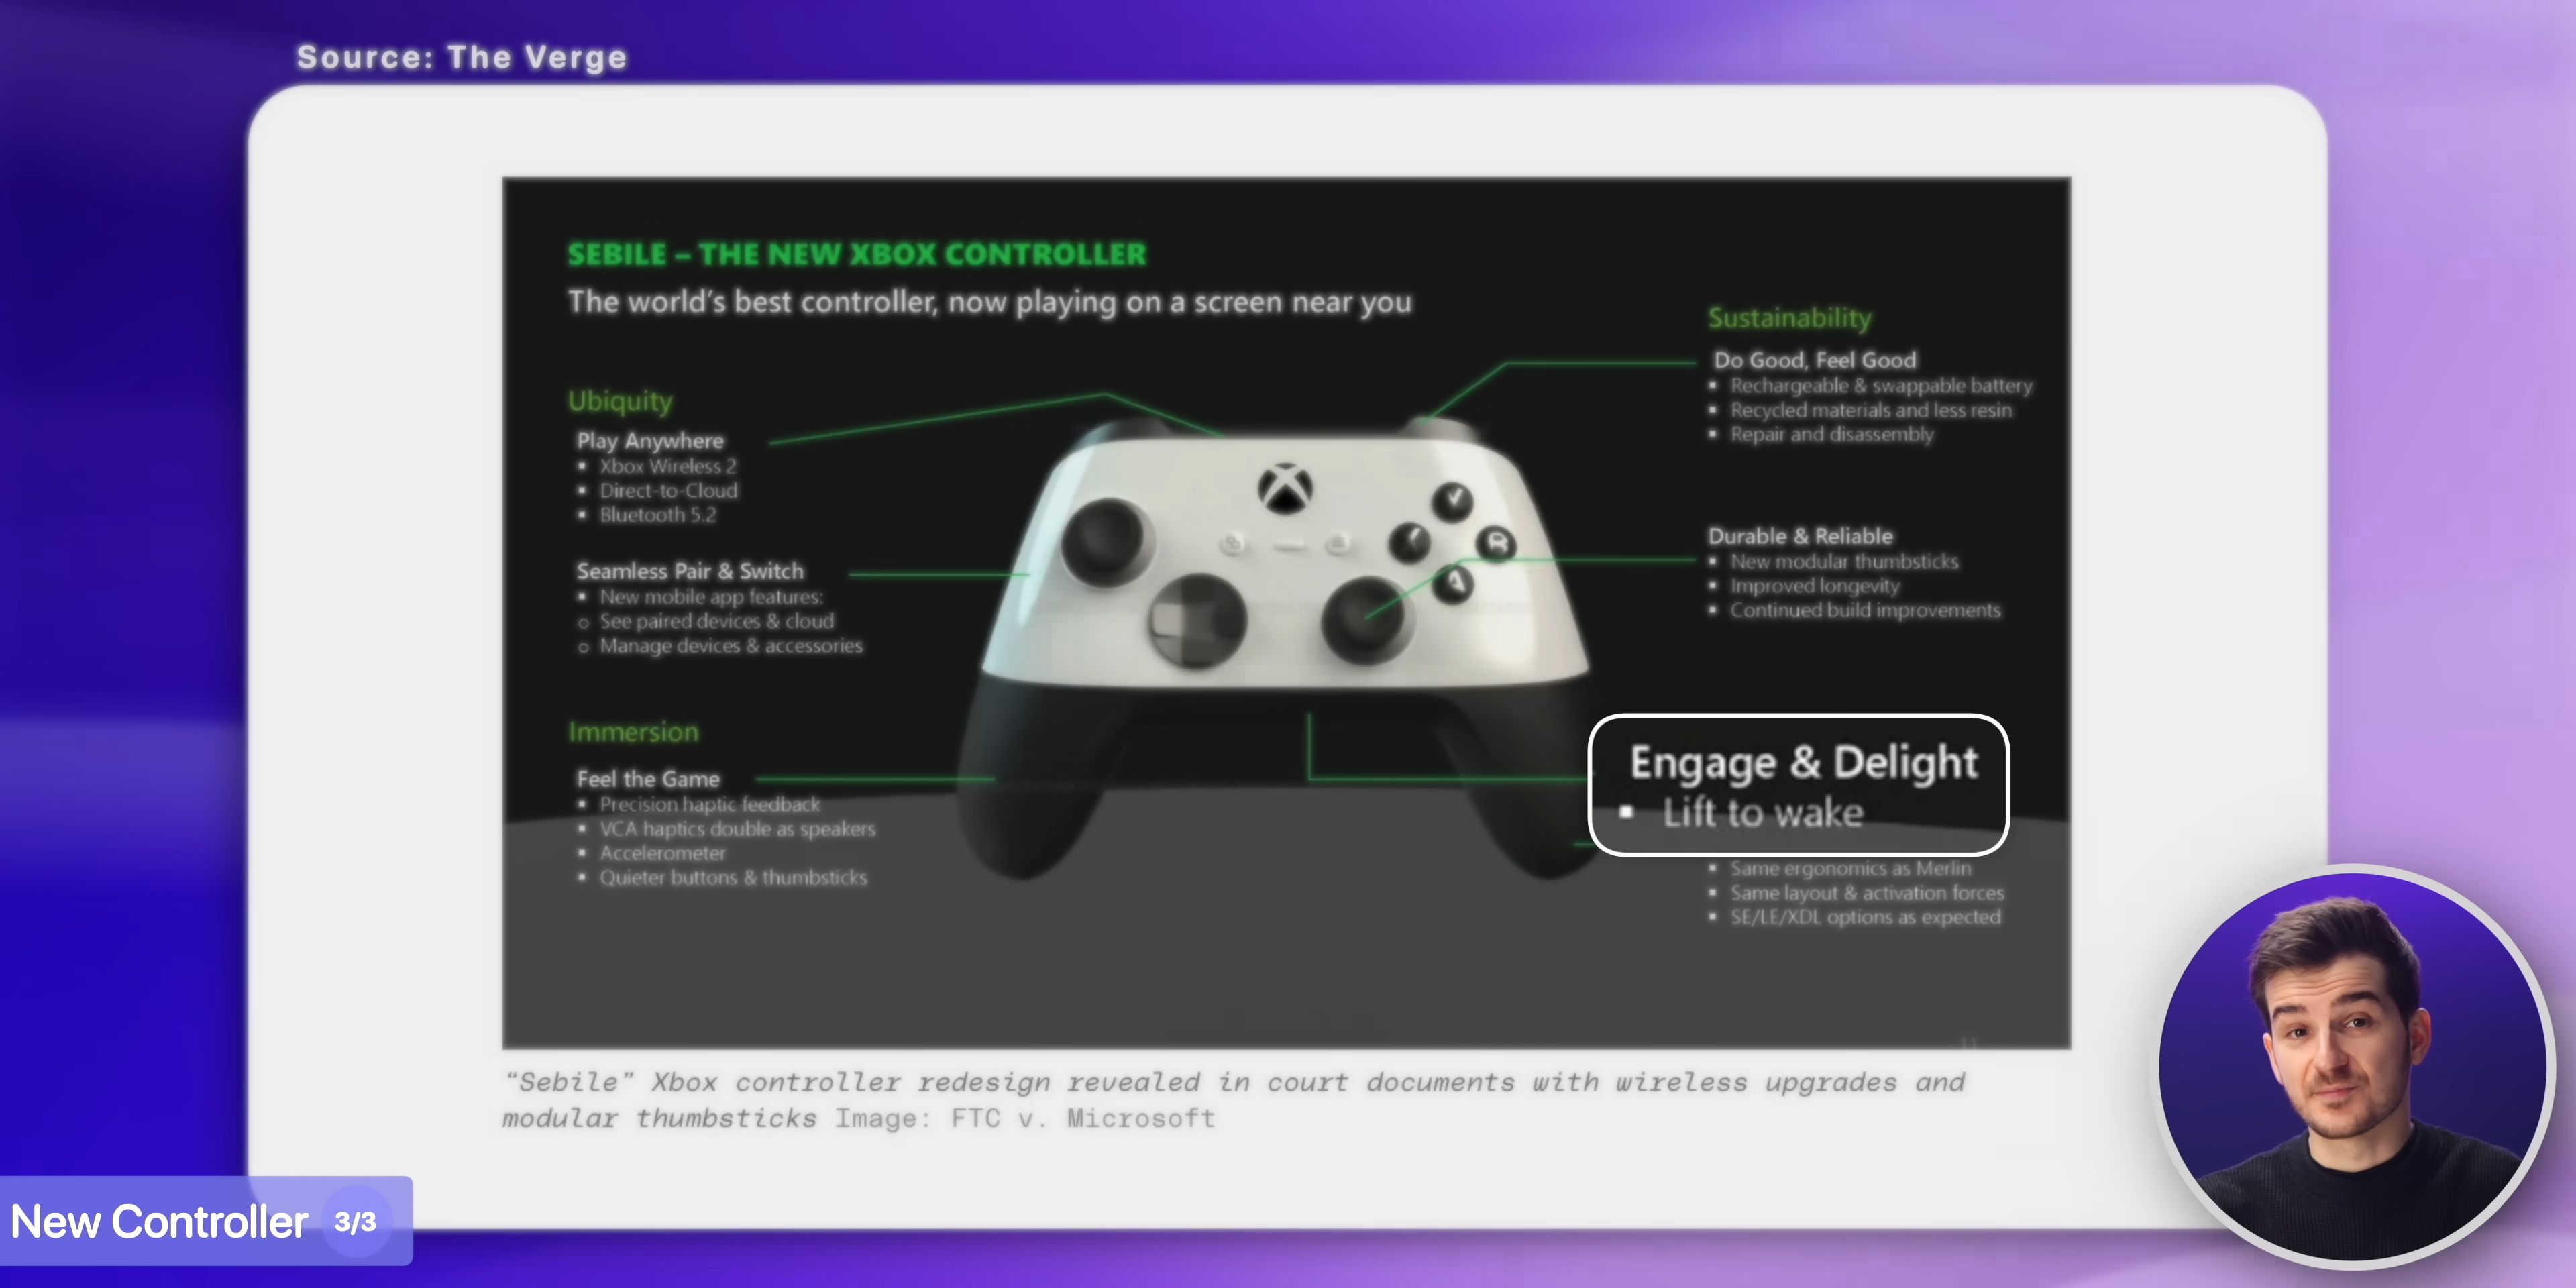 Source: The Verge
SEBILE – THE NEW XBOX CONTROLLER
The world's best controller, now playing on a screen near you
Ubiquity
Play Anywhere
▪ Xbox Wireless 2
▪ Direct-to-Cloud
▪ Bluetooth 5.2
Seamless Pair & Switch
▪ New mobile app features:
○ See paired devices & cloud
○ Manage devices & accessories
Immersion
Feel the Game
▪ Precision haptic feedback
▪ VCA haptics double as speakers
▪ Accelerometer
▪ Quieter buttons & thumbsticks
Y
X
B
A
Sustainability
Do Good, Feel Good
▪ Rechargeable & swappable battery
▪ Recycled materials and less resin
▪ Repair and disassembly
Durable & Reliable
▪ New modular thumbsticks
▪ Improved longevity
▪ Continued build improvements
Engage & Delight
▪ Lift to wake
▪ Same ergonomics as Merlin
▪ Same layout & activation forces
▪ SE/LE/XDL options as expected
11
“Sebile” Xbox controller redesign revealed in court documents with wireless upgrades and
modular thumbsticks Image: FTC v. Microsoft
New Controller 3/3